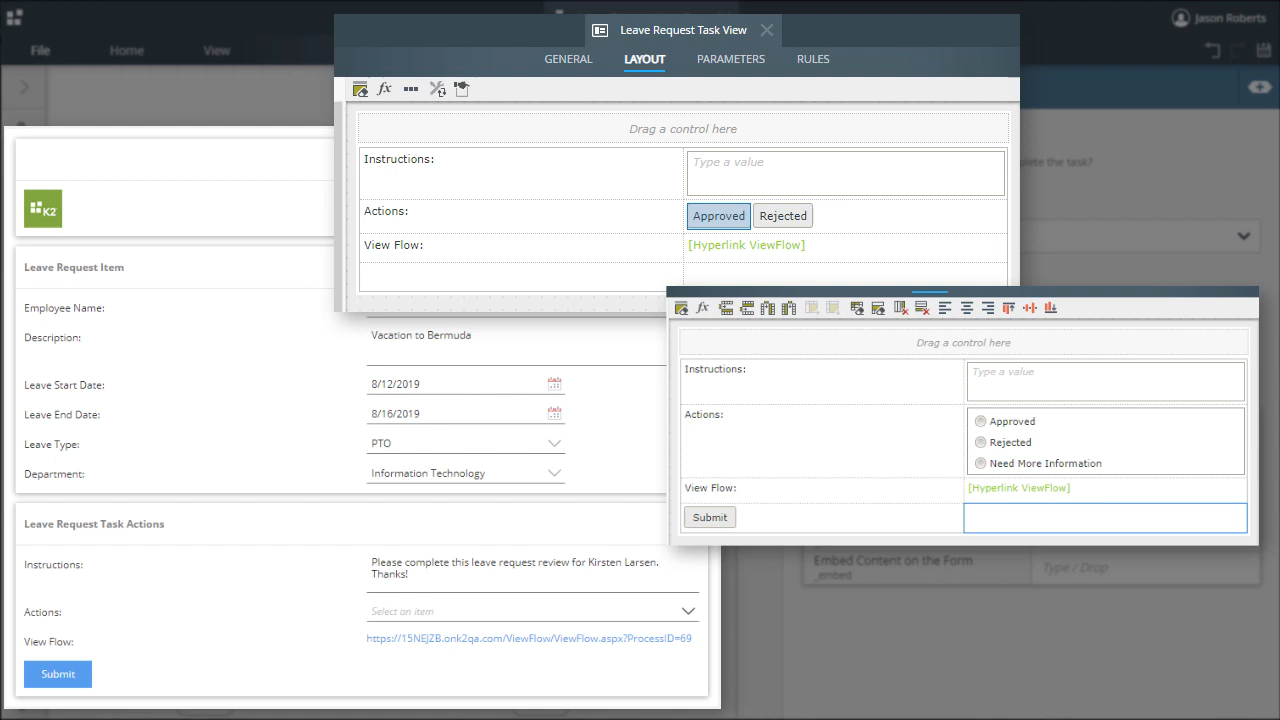 Jason Roberts
File Home View
Leave Request Task View
GENERAL LAYOUT PARAMETERS RULES
fx
Drag a control here
Instructions: Type a value
Actions: Approved Rejected
View Flow: [Hyperlink ViewFlow]
plete the task?
K2
Leave Request Item
Employee Name:
Description: Vacation to Bermuda
Leave Start Date: 8/12/2019
Leave End Date: 8/16/2019
Leave Type: PTO
Department: Information Technology
Leave Request Task Actions
Instructions: Please complete this leave request review for Kirsten Larsen.
Thanks!
Actions: Select an item
View Flow: https://15NEJZB.onk2qa.com/ViewFlow/ViewFlow.aspx?ProcessID=69
Submit
fx
Drag a control here
Instructions: Type a value
Actions: Approved
Rejected
Need More Information
View Flow: [Hyperlink ViewFlow]
Submit
Embed Content on the Form Type / Drop
_embed